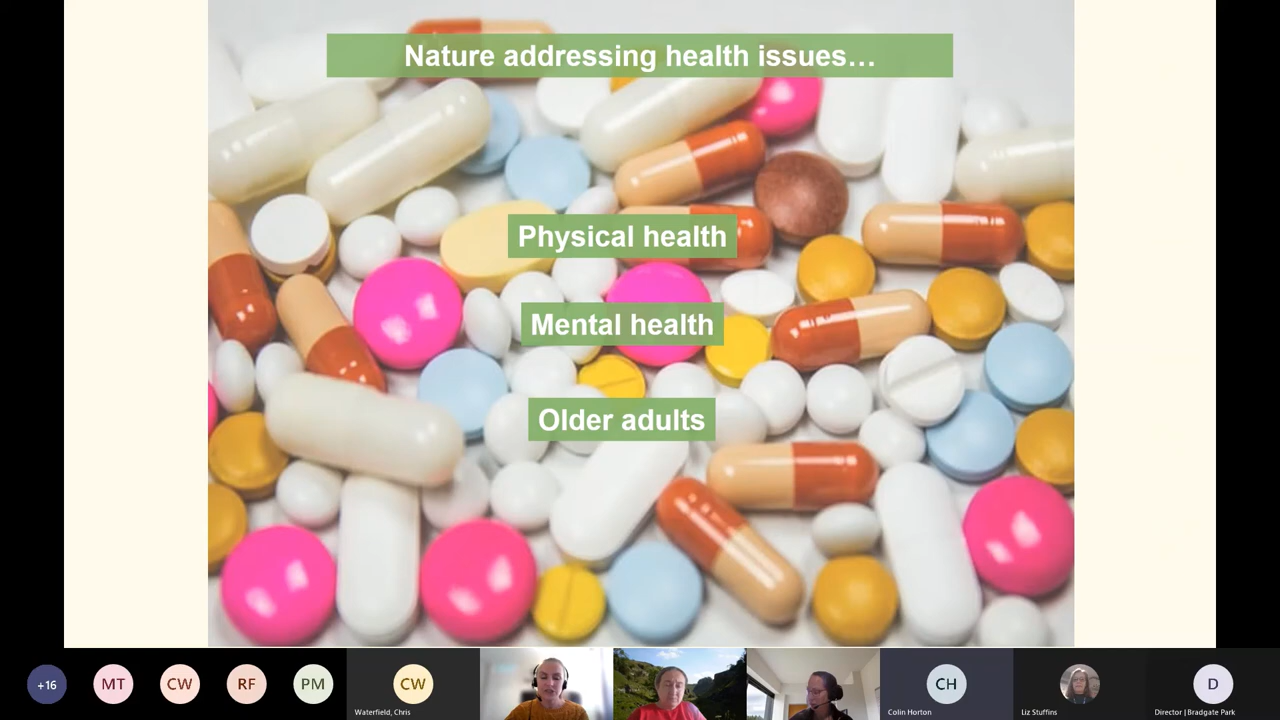 Nature addressing health issues…
Physical health
Mental health
Older adults
+16
MT
CW
RF
PM
CW
Waterfield, Chris
CH
Colin Horton
Liz Stuffins
D
Director | Bradgate Park